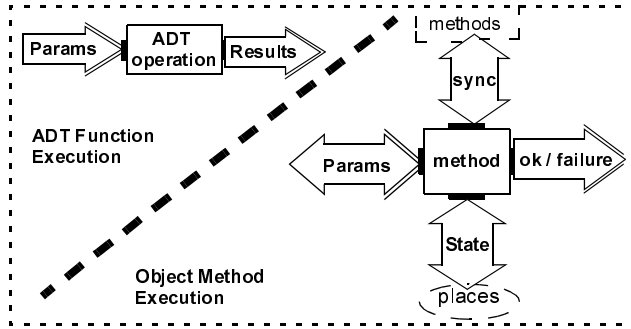 Params
ADT
operation
Results
ADT Function
Execution
methods
sync
Params
method
ok / failure
State
places
Object Method
Execution